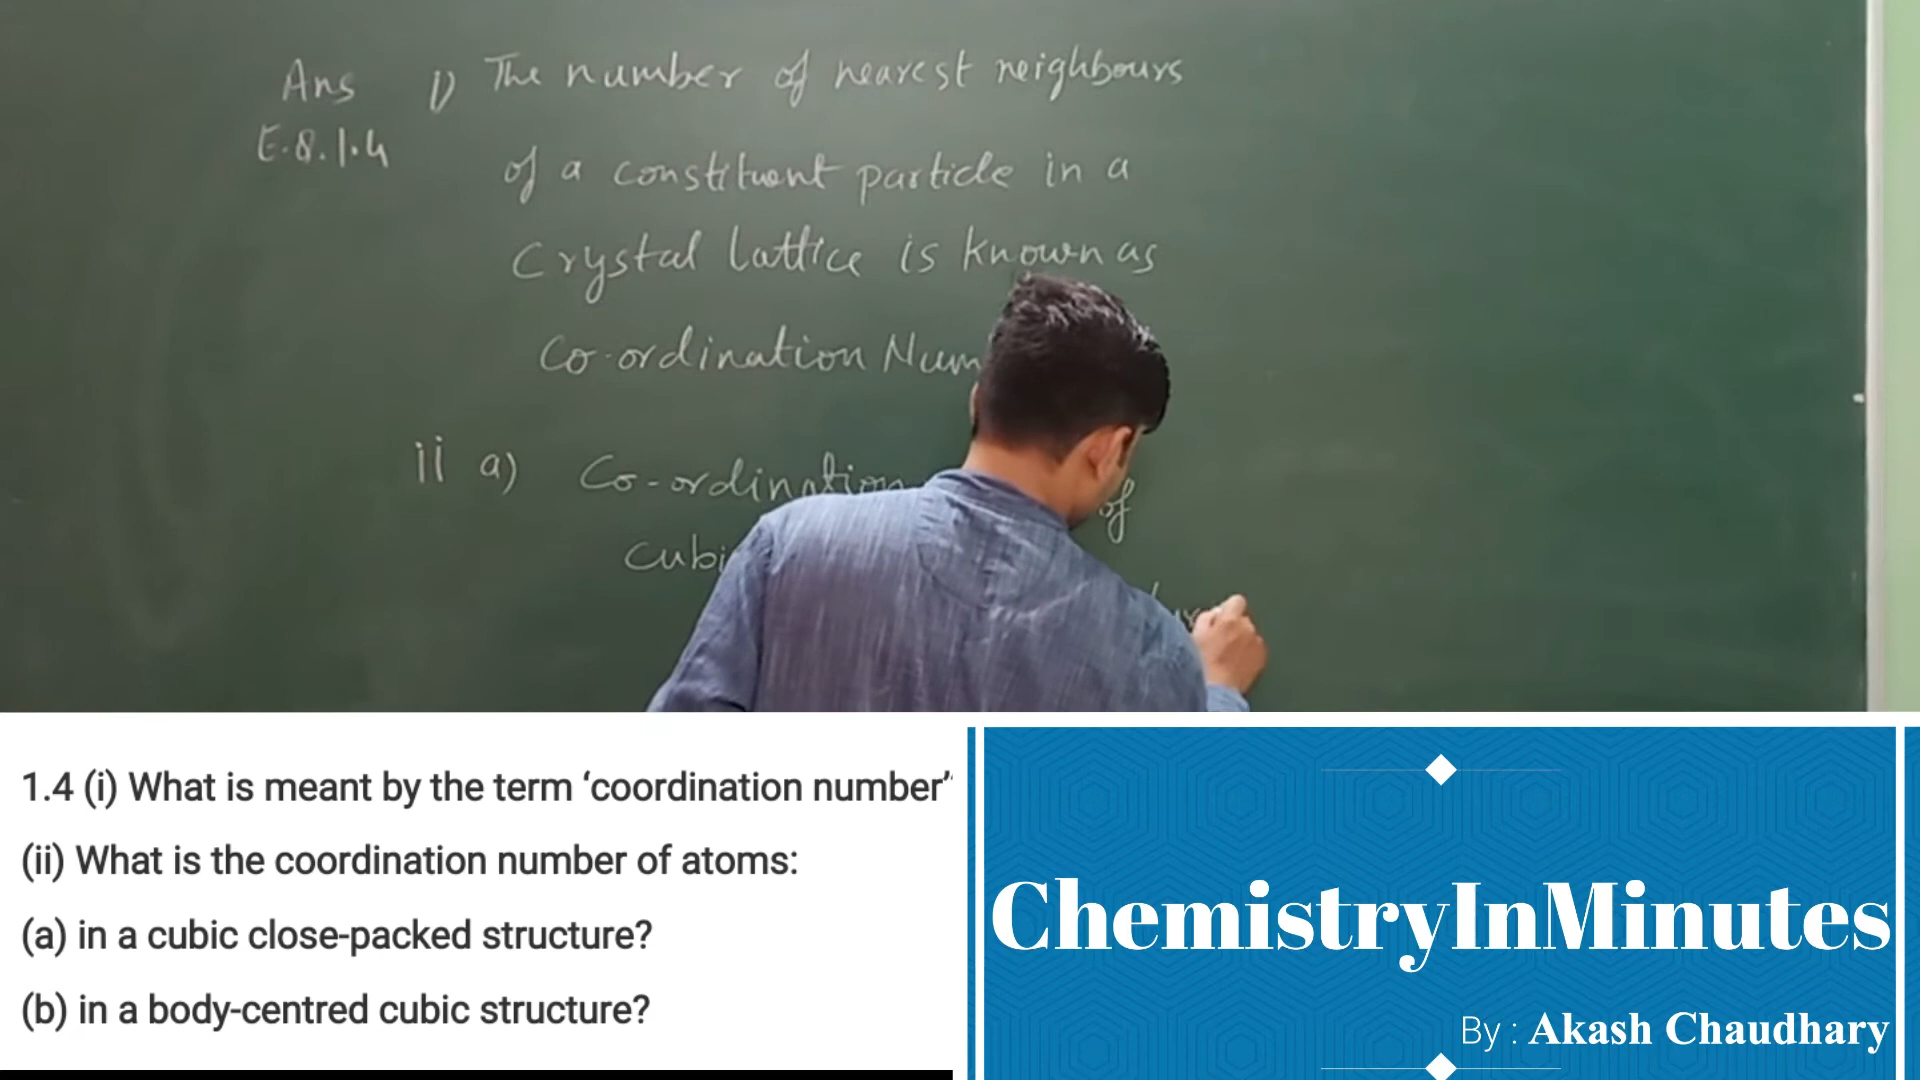 Ans i) The number of nearest neighbours
E.Q.1.4
of a constituent particle in a
Crystal lattice is known as
Co-ordination Num
ii a) Co-ordination of
Cubi
1.4 (i) What is meant by the term ‘coordination number’
(ii) What is the coordination number of atoms:
(a) in a cubic close-packed structure?
(b) in a body-centred cubic structure?
ChemistryInMinutes
By : Akash Chaudhary